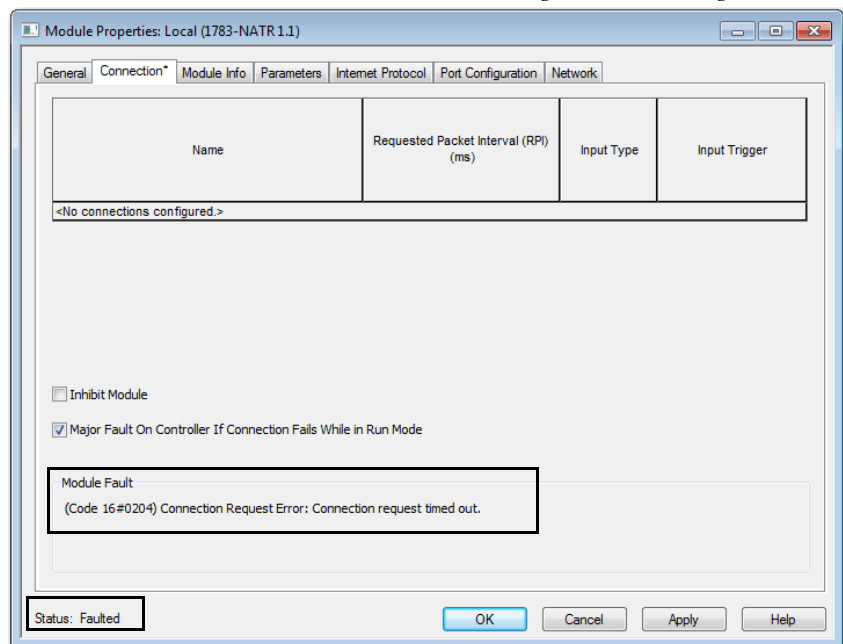 Module Properties: Local (1783-NATR 1.1)
General Connection* Module Info Parameters Internet Protocol Port Configuration Network
Name
Requested Packet Interval (RPI)
(ms)
Input Type
Input Trigger
<No connections configured.>
Inhibit Module
Major Fault On Controller If Connection Fails While in Run Mode
Module Fault
(Code 16#0204) Connection Request Error: Connection request timed out.
Status: Faulted
OK Cancel Apply Help